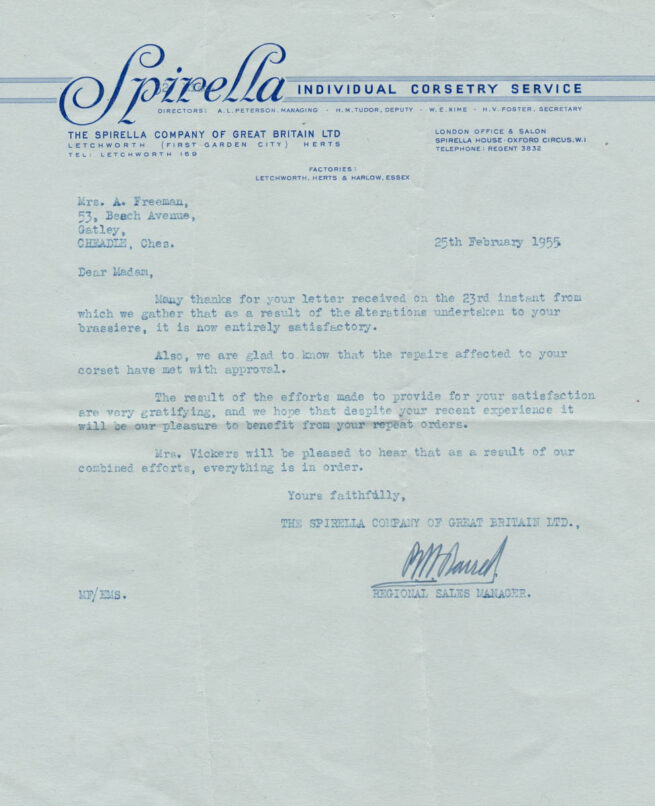 Spirella INDIVIDUAL CORSETRY SERVICE
DIRECTORS: A.L. PETERSON, MANAGING - H.M. TUDOR, DEPUTY - W.E. KIME - H.V. FOSTER, SECRETARY
THE SPIRELLA COMPANY OF GREAT BRITAIN LTD
LETCHWORTH (FIRST GARDEN CITY) HERTS
TEL: LETCHWORTH 159
LONDON OFFICE & SALON
SPIRELLA HOUSE · OXFORD CIRCUS, W.1
TELEPHONE: REGENT 3832
FACTORIES:
LETCHWORTH, HERTS & HARLOW, ESSEX
Mrs. A. Freeman,
53, Beech Avenue,
Gatley,
CHEADLE, Ches.
25th February 1955
Dear Madam,
Many thanks for your letter received on the 23rd instant from
which we gather that as a result of the alterations undertaken to your
brassiere, it is now entirely satisfactory.
Also, we are glad to know that the repairs affected to your
corset have met with approval.
The result of the efforts made to provide for your satisfaction
are very gratifying, and we hope that despite your recent experience it
will be our pleasure to benefit from your repeat orders.
Mrs. Vickers will be pleased to hear that as a result of our
combined efforts, everything is in order.
Yours faithfully,
THE SPIRELLA COMPANY OF GREAT BRITAIN LTD.,
MF/EMS.
REGIONAL SALES MANAGER.